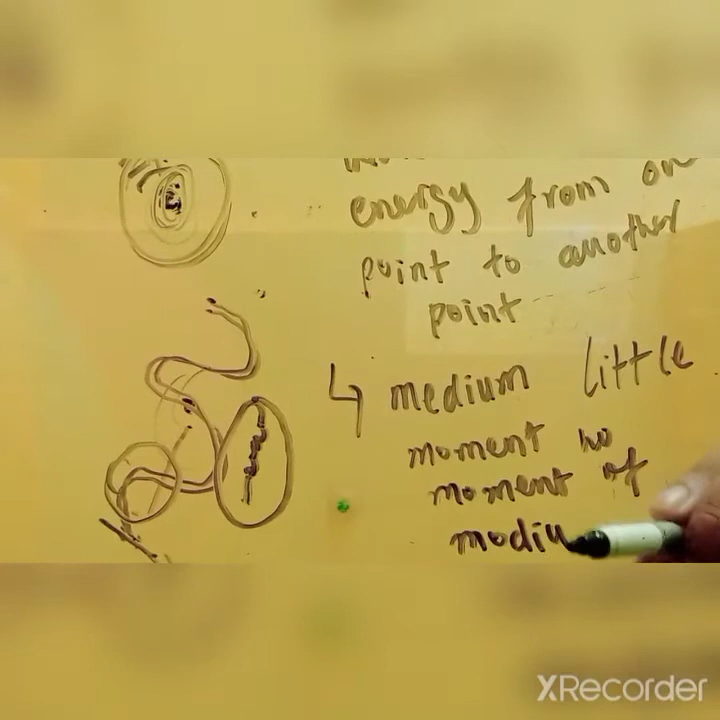 energy from on
point to another
point
↳ medium little
moment no
moment of
mediu
XRecorder